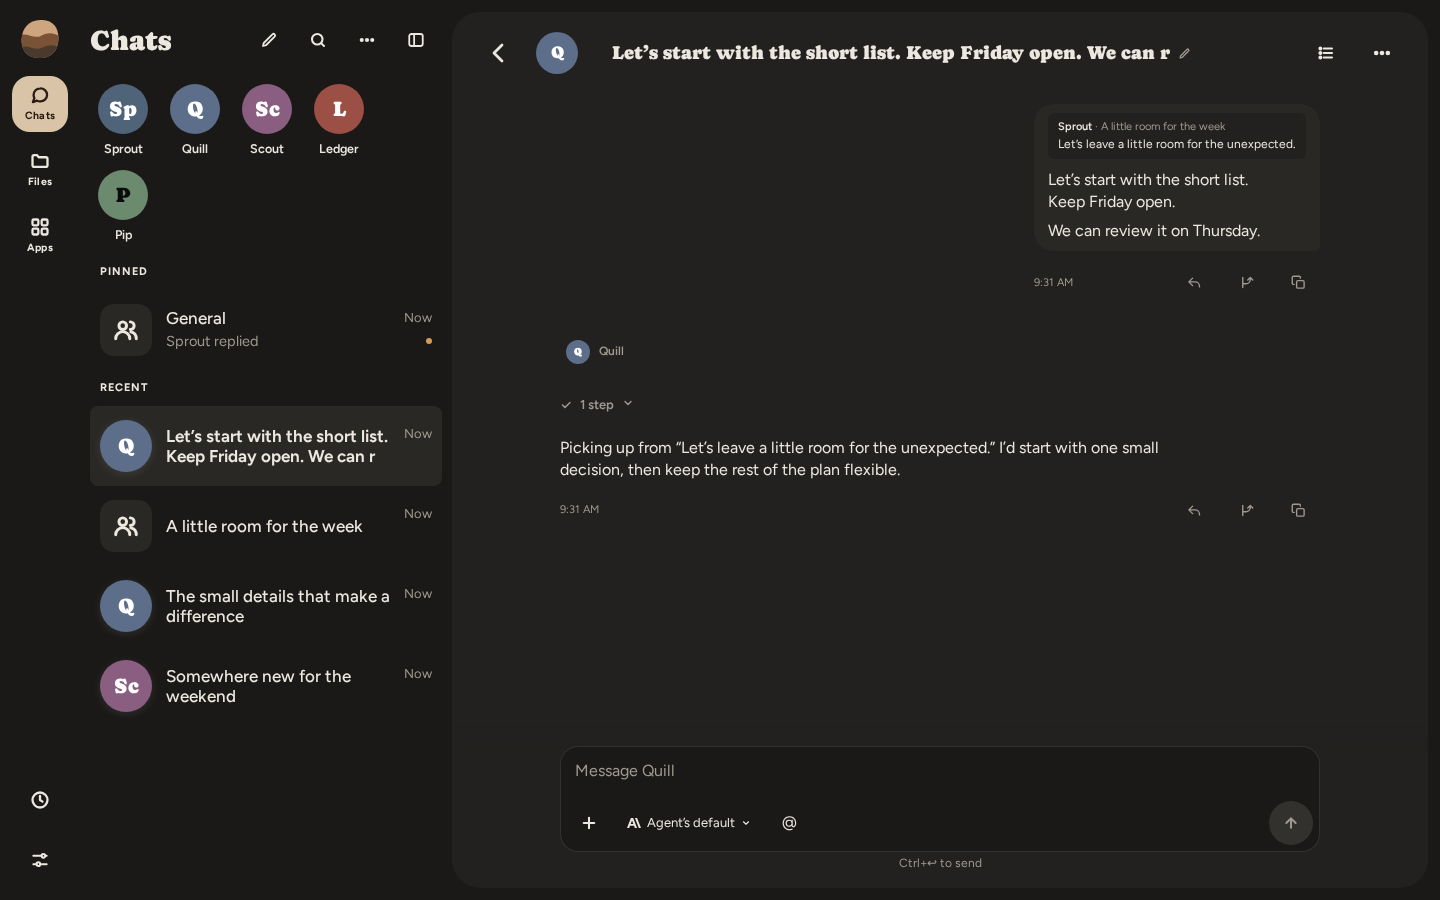 Chats
Chats
Files
Apps
Sp
Sprout
Q
Quill
Sc
Scout
L
Ledger
P
Pip
PINNED
General
Now
Sprout replied
RECENT
Q
Let’s start with the short list.
Keep Friday open. We can r
Now
A little room for the week
Now
Q
The small details that make a
difference
Now
Sc
Somewhere new for the
weekend
Now
Q
Let’s start with the short list. Keep Friday open. We can r
Sprout · A little room for the week
Let’s leave a little room for the unexpected.
Let’s start with the short list.
Keep Friday open.
We can review it on Thursday.
9:31 AM
Q
Quill
1 step
Picking up from “Let’s leave a little room for the unexpected.” I’d start with one small
decision, then keep the rest of the plan flexible.
9:31 AM
Message Quill
A\ Agent’s default
@
Ctrl+↩ to send